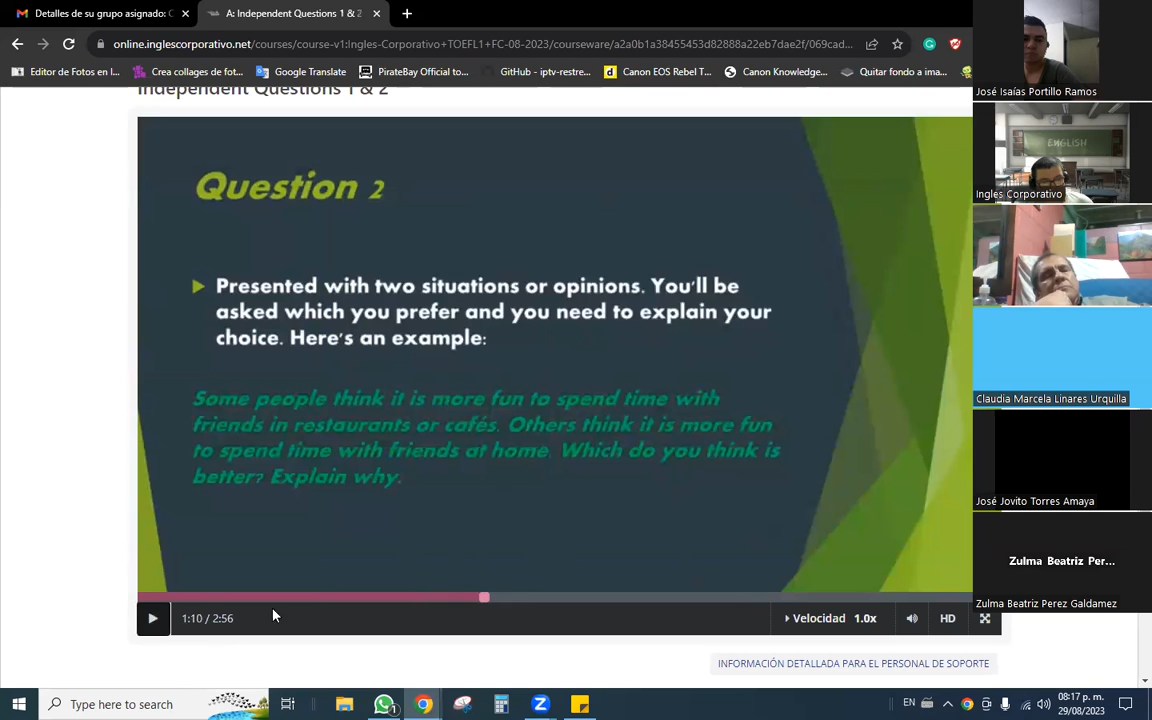 Detalles de su grupo asignado: C
A: Independent Questions 1 & 2
online.inglescorporativo.net/courses/course-v1:Ingles-Corporativo+TOEFL1+FC-08-2023/courseware/a2a0b1a38455453d82888a22eb7dae2f/069cad...
Editor de Fotos en l...
Crea collages de fot...
Google Translate
PirateBay Official to...
GitHub - iptv-restre...
Canon EOS Rebel T...
Canon Knowledge...
Quitar fondo a ima...
Independent Questions 1 & 2
Question 2
Presented with two situations or opinions. You'll be
asked which you prefer and you need to explain your
choice. Here's an example:
Some people think it is more fun to spend time with
friends in restaurants or cafés. Others think it is more fun
to spend time with friends at home. Which do you think is
better? Explain why.
1:10 / 2:56
Velocidad 1.0x
HD
INFORMACIÓN DETALLADA PARA EL PERSONAL DE SOPORTE
José Isaías Portillo Ramos
ENGLISH
Ingles Corporativo
Claudia Marcela Linares Urquilla
José Jovito Torres Amaya
Zulma Beatriz Per...
Zulma Beatriz Perez Galdamez
Type here to search
1
EN
08:17 p. m.
29/08/2023